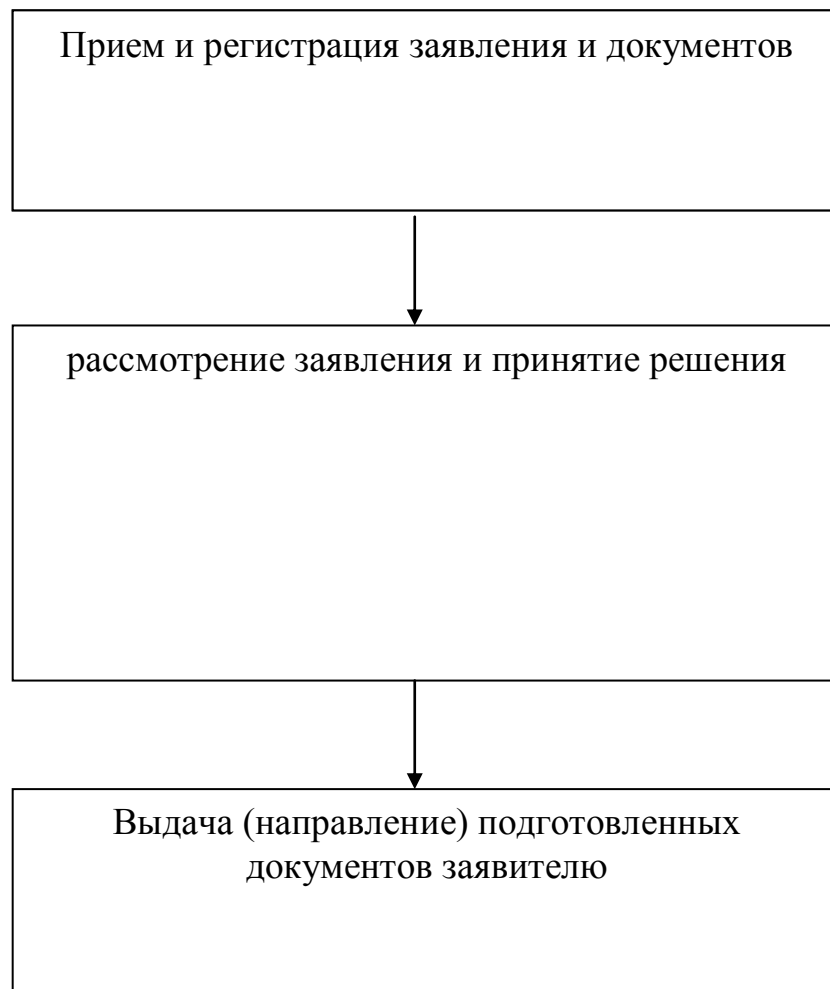 Прием и регистрация заявления и документов
рассмотрение заявления и принятие решения
Выдача (направление) подготовленных
документов заявителю